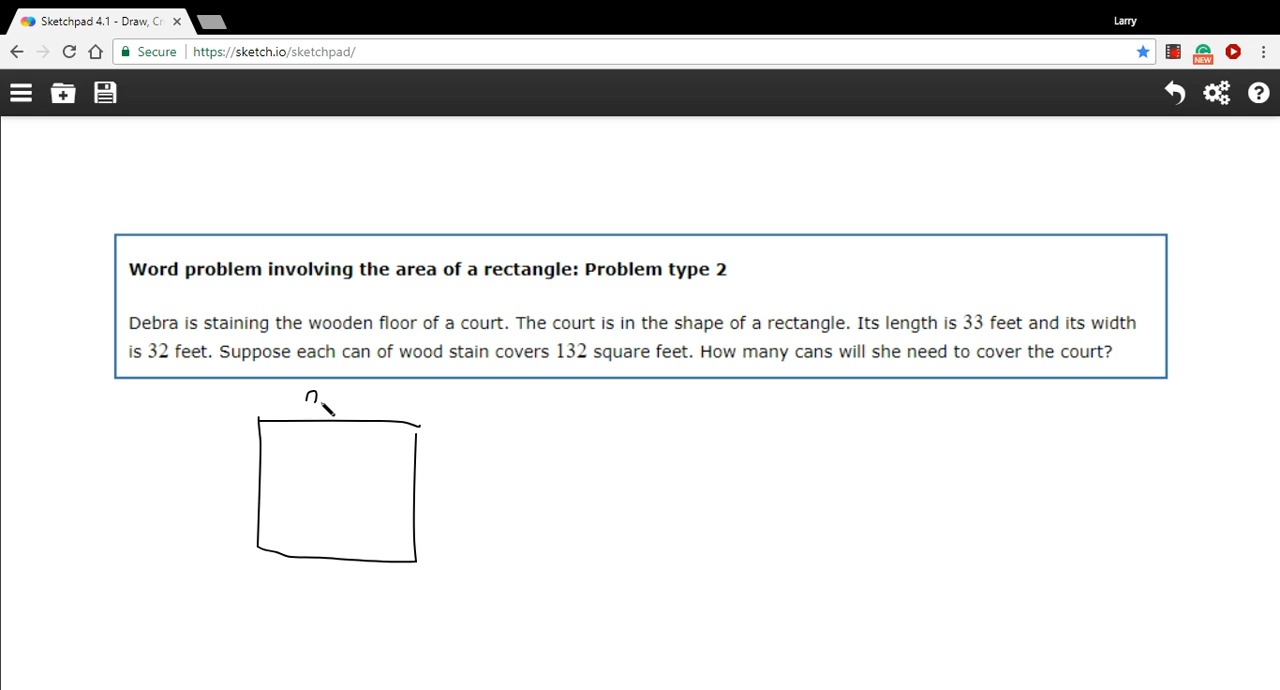 Sketchpad 4.1 - Draw, Cr
Larry
Secure
https://sketch.io/sketchpad/
NEW
Word problem involving the area of a rectangle: Problem type 2
Debra is staining the wooden floor of a court. The court is in the shape of a rectangle. Its length is 33 feet and its width
is 32 feet. Suppose each can of wood stain covers 132 square feet. How many cans will she need to cover the court?